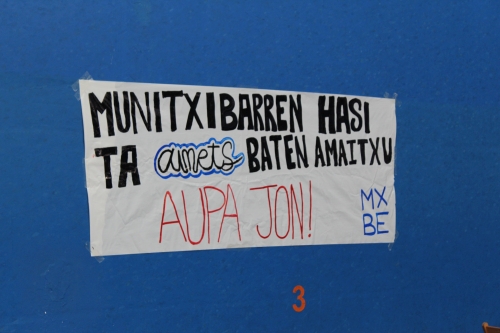 MUNITXIBARREN HASI
TA amets BATEN AMAITXU
AUPA JON!
MX
BE
3